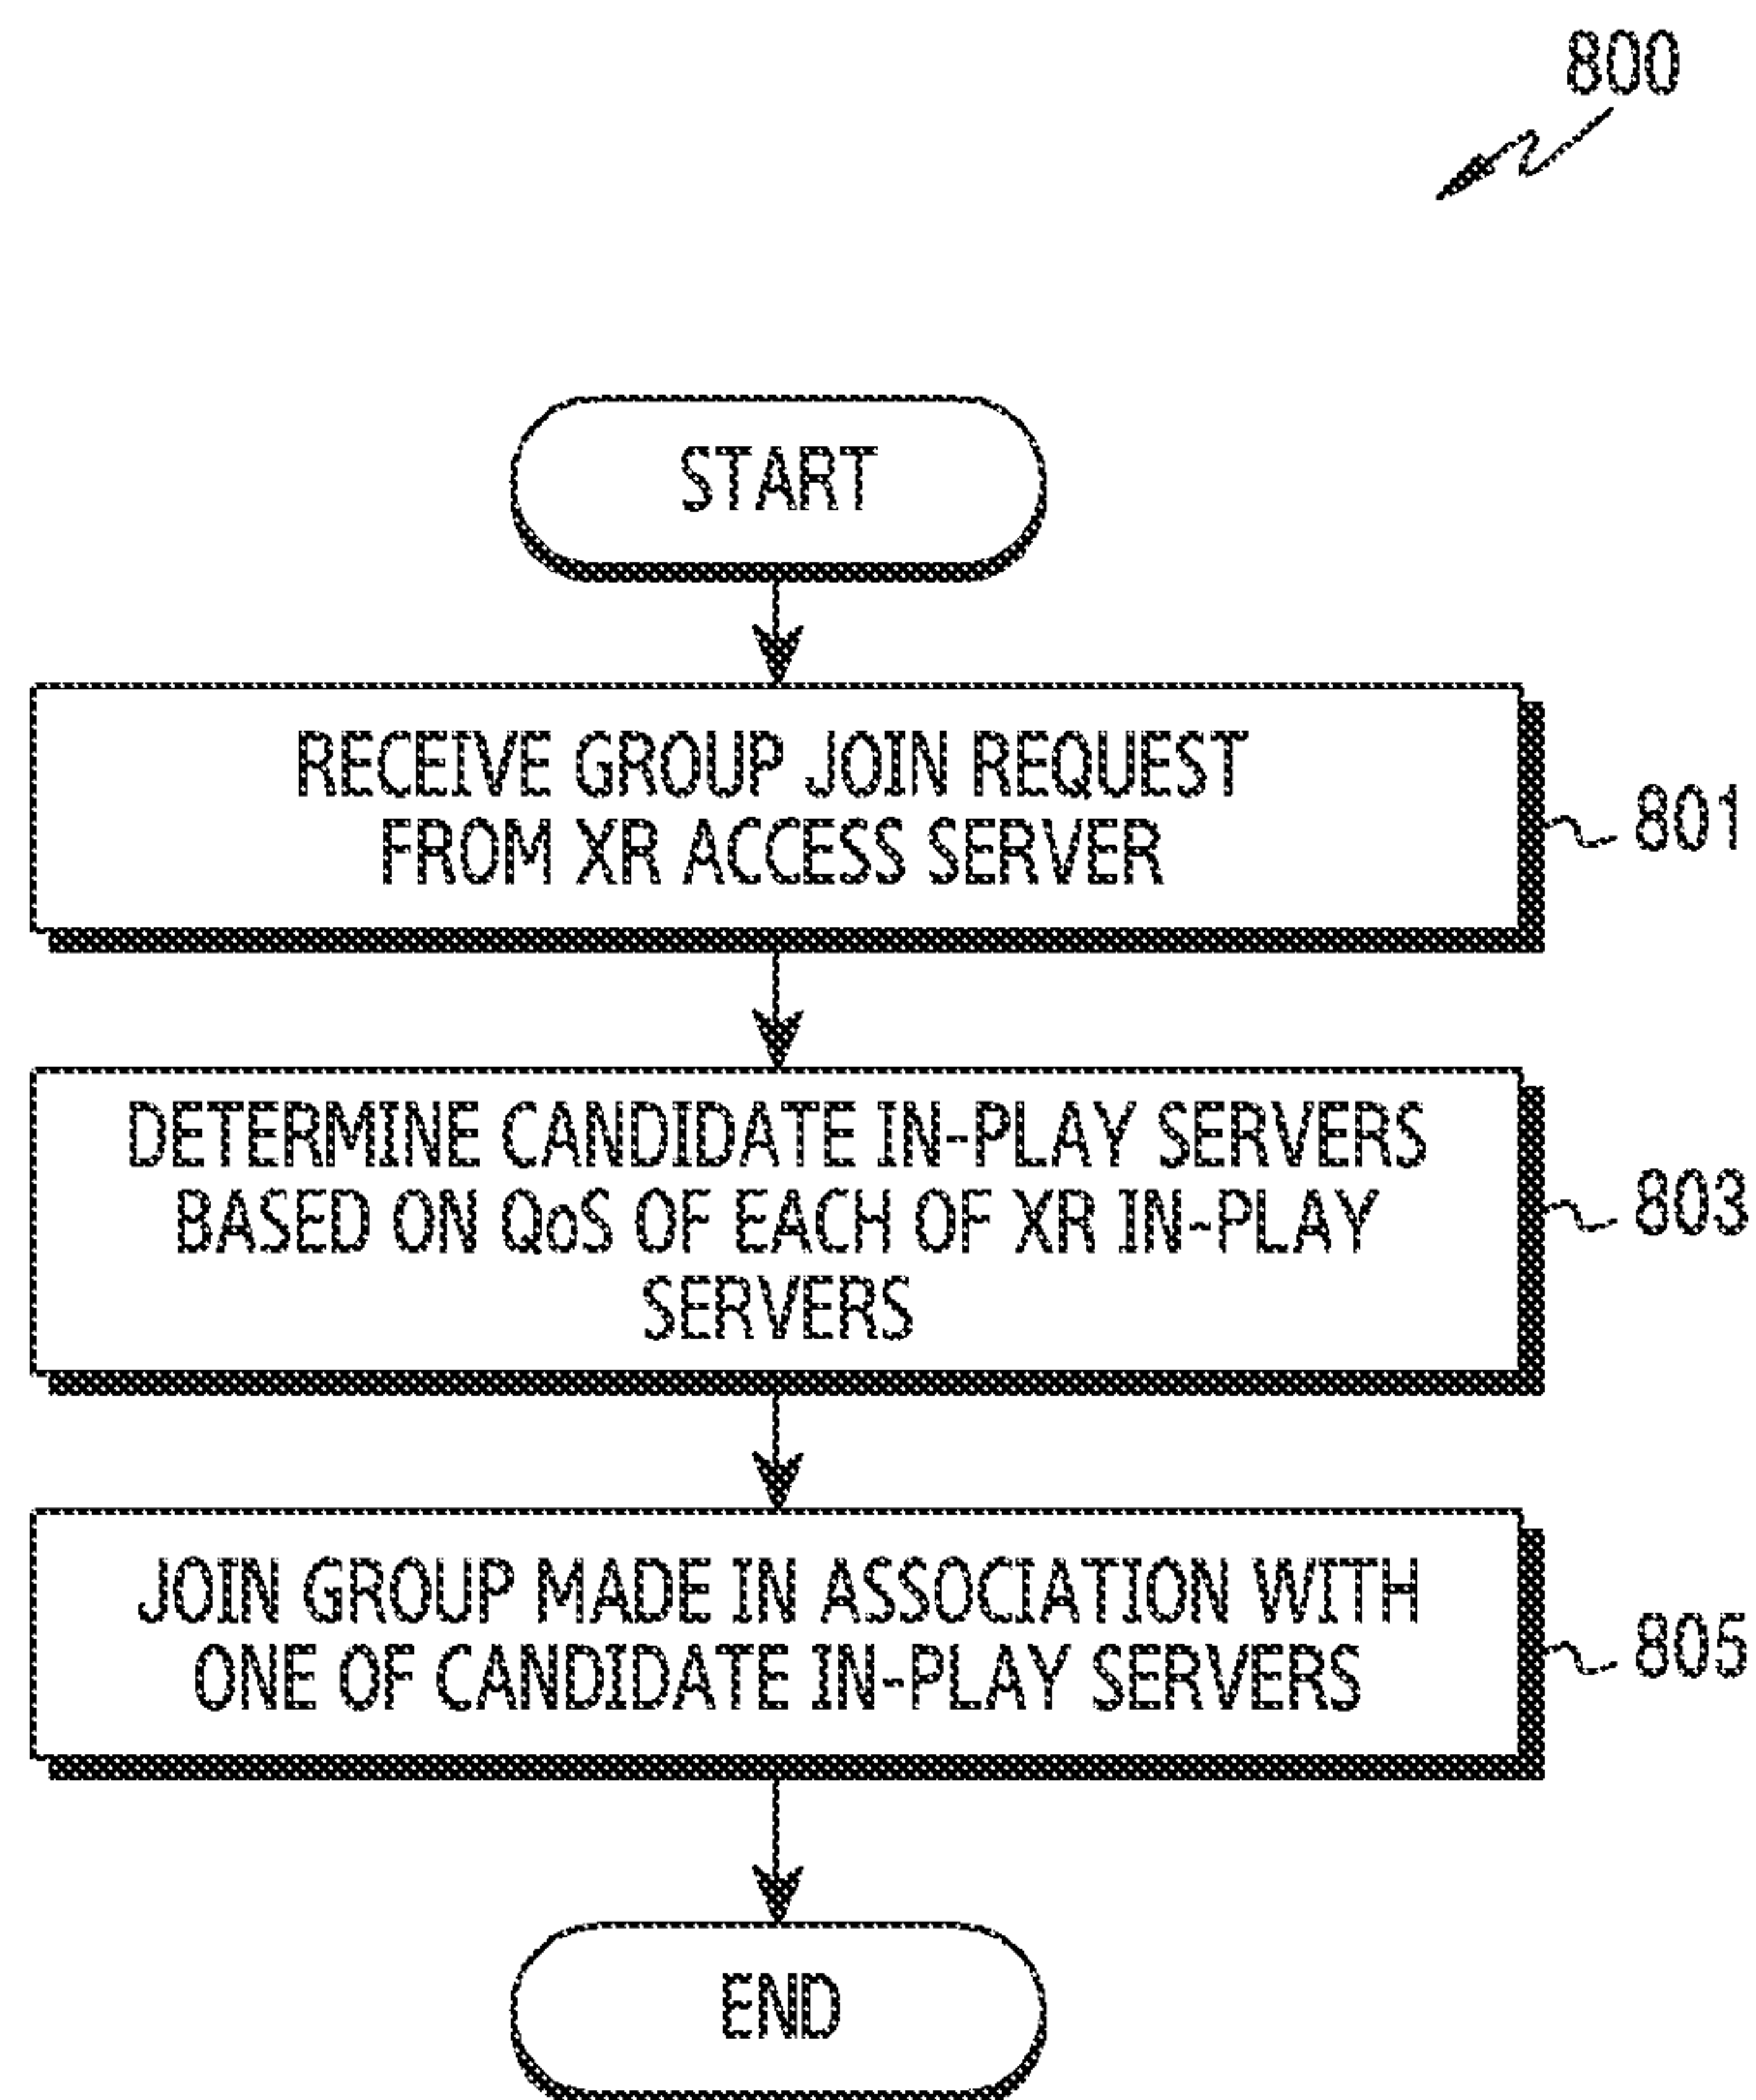 800
START
RECEIVE GROUP JOIN REQUEST
FROM XR ACCESS SERVER
801
DETERMINE CANDIDATE IN-PLAY SERVERS
BASED ON QoS OF EACH OF XR IN-PLAY
SERVERS
803
JOIN GROUP MADE IN ASSOCIATION WITH
ONE OF CANDIDATE IN-PLAY SERVERS
805
END